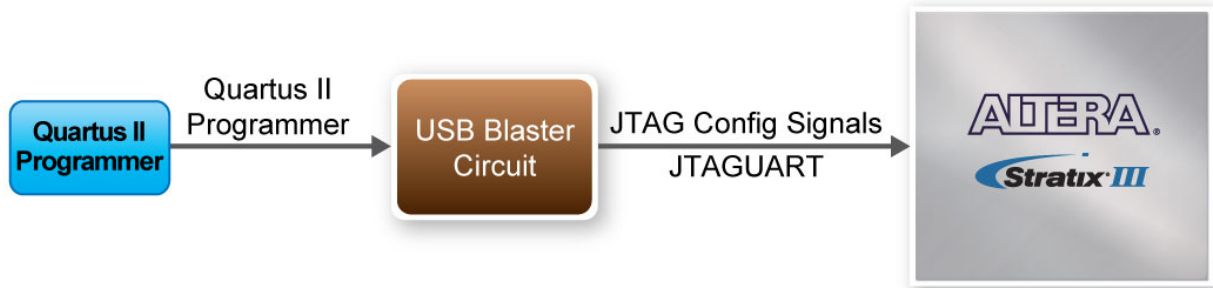 Quartus II
Programmer
Quartus II
Programmer
USB Blaster
Circuit
JTAG Config Signals
JTAGUART
ALTERA.
Stratix III